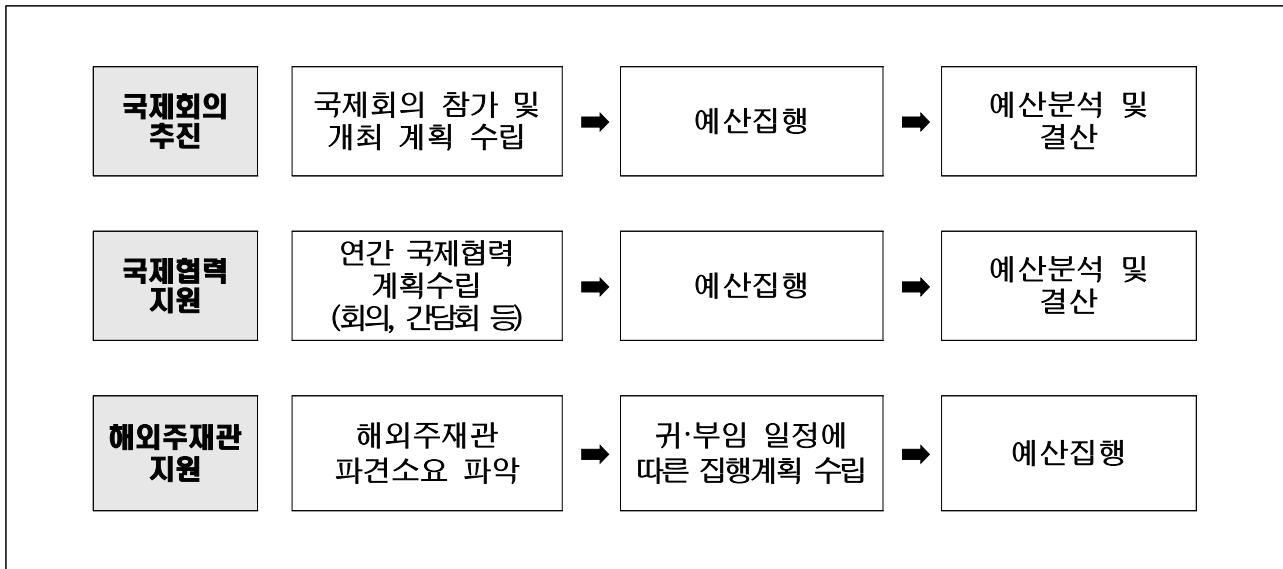 국제회의
추진
국제회의 참가 및
개최 계획 수립
➡
예산집행
➡
예산분석 및
결산
국제협력
지원
연간 국제협력
계획수립
(회의, 간담회 등)
➡
예산집행
➡
예산분석 및
결산
해외주재관
지원
해외주재관
파견소요 파악
➡
귀·부임 일정에
따른 집행계획 수립
➡
예산집행